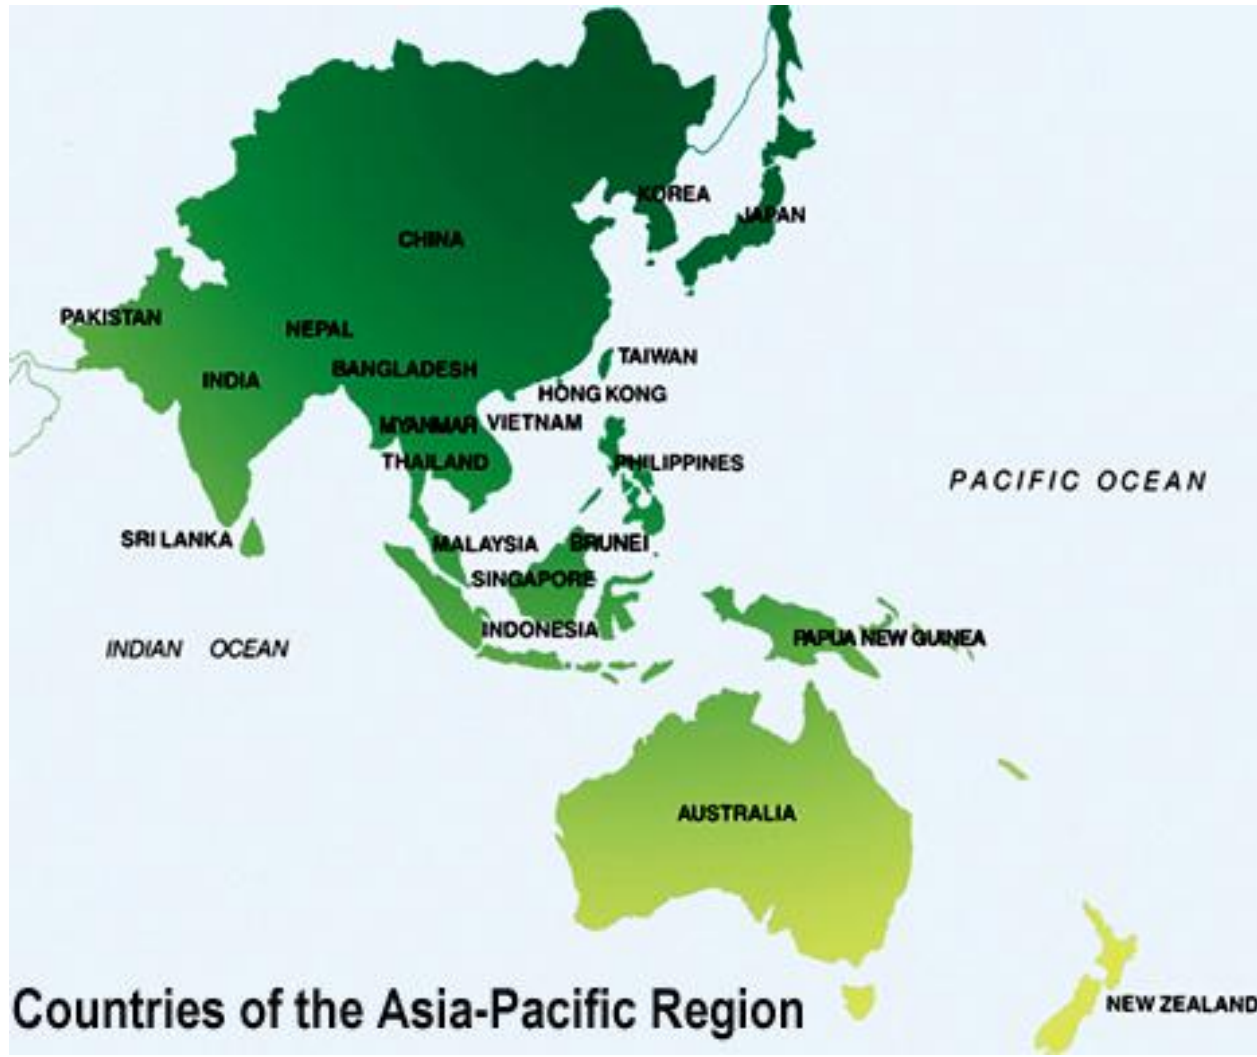 KOREA
JAPAN
CHINA
PAKISTAN
NEPAL
TAIWAN
BANGLADESH
INDIA
HONG KONG
MYANMAR
VIETNAM
THAILAND
PHILIPPINES
PACIFIC OCEAN
SRI LANKA
MALAYSIA
BRUNEI
SINGAPORE
INDONESIA
PAPUA NEW GUINEA
INDIAN OCEAN
AUSTRALIA
NEW ZEALAND
Countries of the Asia-Pacific Region